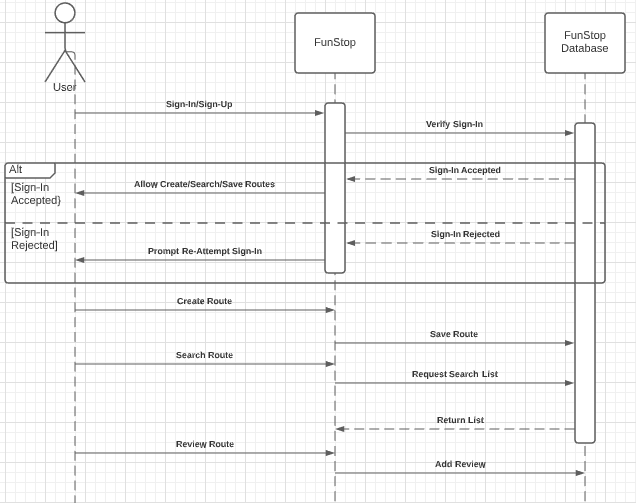 FunStop
FunStop
Database
User
Sign-In/Sign-Up
Verify Sign-In
Alt
Sign-In Accepted
[Sign-In
Accepted}
Allow Create/Search/Save Routes
[Sign-In
Rejected]
Sign-In Rejected
Prompt Re-Attempt Sign-In
Create Route
Save Route
Search Route
Request Search List
Return List
Review Route
Add Review